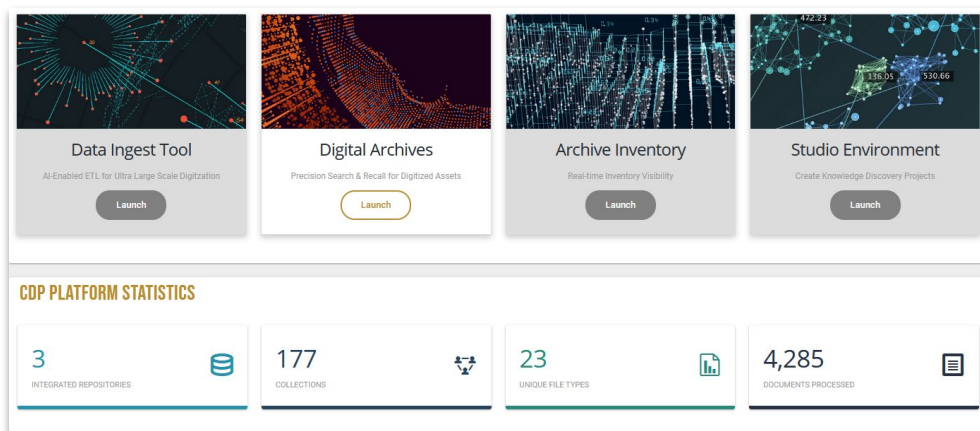 472.23
136.05
530.66
Data Ingest Tool
AI-Enabled ETL for Ultra Large Scale Digitzation
Launch
Digital Archives
Precision Search & Recall for Digitized Assets
Launch
Archive Inventory
Real-time Inventory Visibility
Launch
Studio Environment
Create Knowledge Discovery Projects
Launch
CDP PLATFORM STATISTICS
3
INTEGRATED REPOSITORIES
177
COLLECTIONS
23
UNIQUE FILE TYPES
4,285
DOCUMENTS PROCESSED